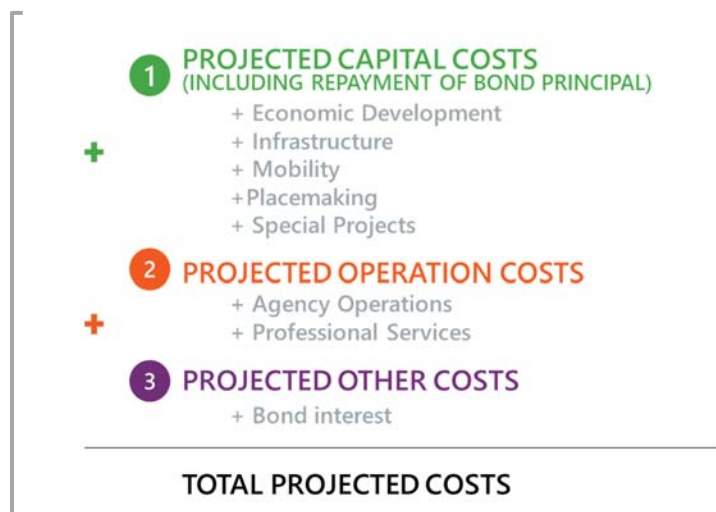 1 PROJECTED CAPITAL COSTS
(INCLUDING REPAYMENT OF BOND PRINCIPAL)
+ Economic Development
+ Infrastructure
+
+ Mobility
+Placemaking
+ Special Projects
2 PROJECTED OPERATION COSTS
+ Agency Operations
+
+ Professional Services
3 PROJECTED OTHER COSTS
+ Bond interest
TOTAL PROJECTED COSTS